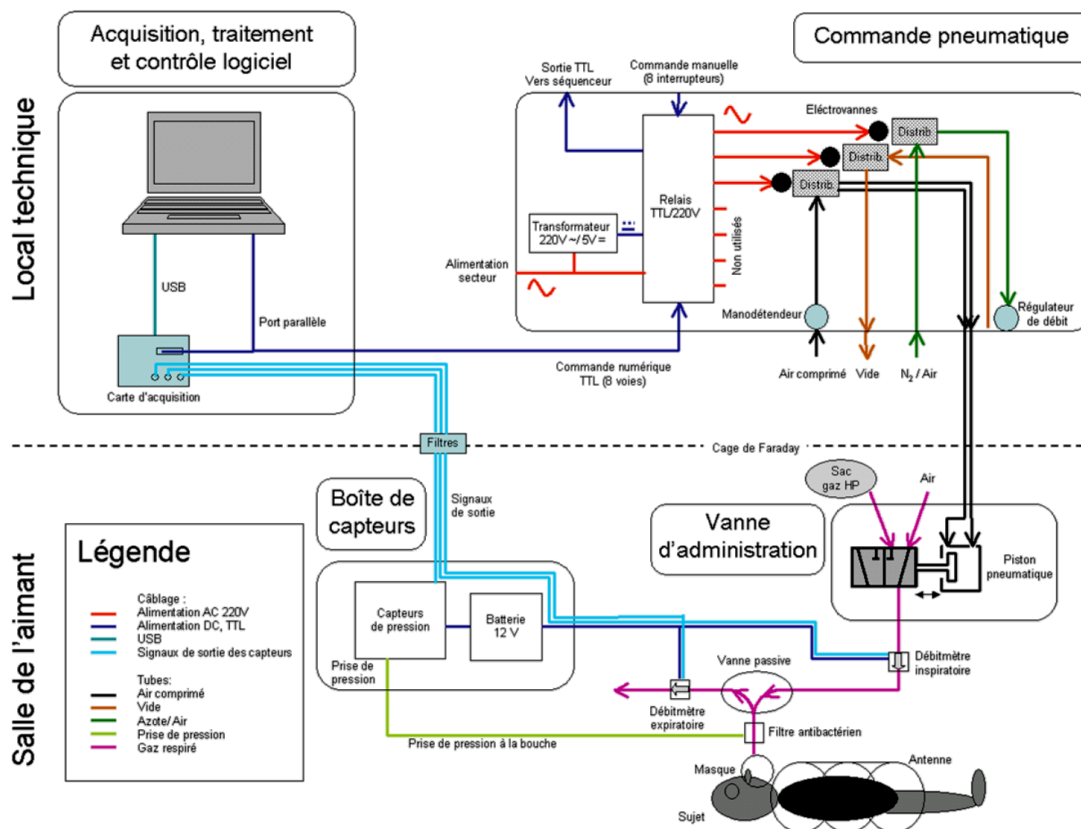 Acquisition, traitement
et contrôle logiciel
Commande pneumatique
Local technique
Sortie TTL
Vers séquenceur
Commande manuelle
(8 interrupteurs)
Eléctrovannes
Distrib.
Distrib.
Distrib.
Relais
TTL/220V
Transformateur
220V ~/ 5V =
Non utilisés
Alimentation
secteur
USB
Port parallèle
Manodétendeur
Régulateur
de débit
Carte d'acquisition
Commande numérique
TTL (8 voies)
Air comprimé
Vide
N2 / Air
Filtres
Cage de Faraday
Salle de l'aimant
Boîte de
capteurs
Signaux
de sortie
Vanne
d'administration
Sac
gaz HP
Air
Piston
pneumatique
Capteurs
de pression
Batterie
12 V
Prise de
pression
Débitmètre
expiratoire
Vanne passive
Débitmètre
inspiratoire
Filtre antibactérien
Prise de pression à la bouche
Masque
Sujet
Antenne
Légende
Câblage :
Alimentation AC 220V
Alimentation DC, TTL
USB
Signaux de sortie des capteurs
Tubes:
Air comprimé
Vide
Azote/Air
Prise de pression
Gaz respiré